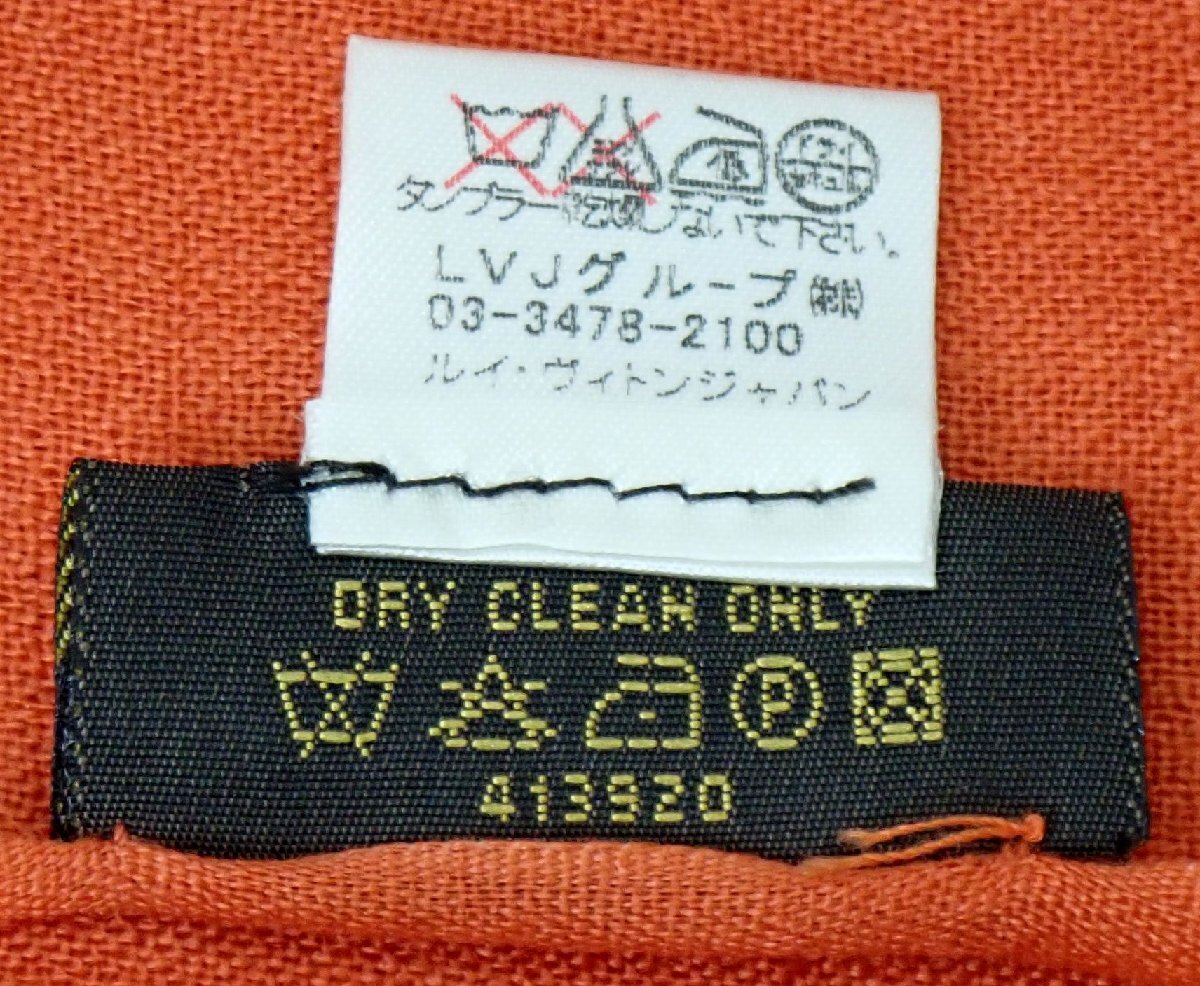 タンブラー乾燥しないで下さい。
LVJグループ㈱
03-3478-2100
ルイ・ヴィトンジャパン
DRY CLEAN ONLY
P
413920